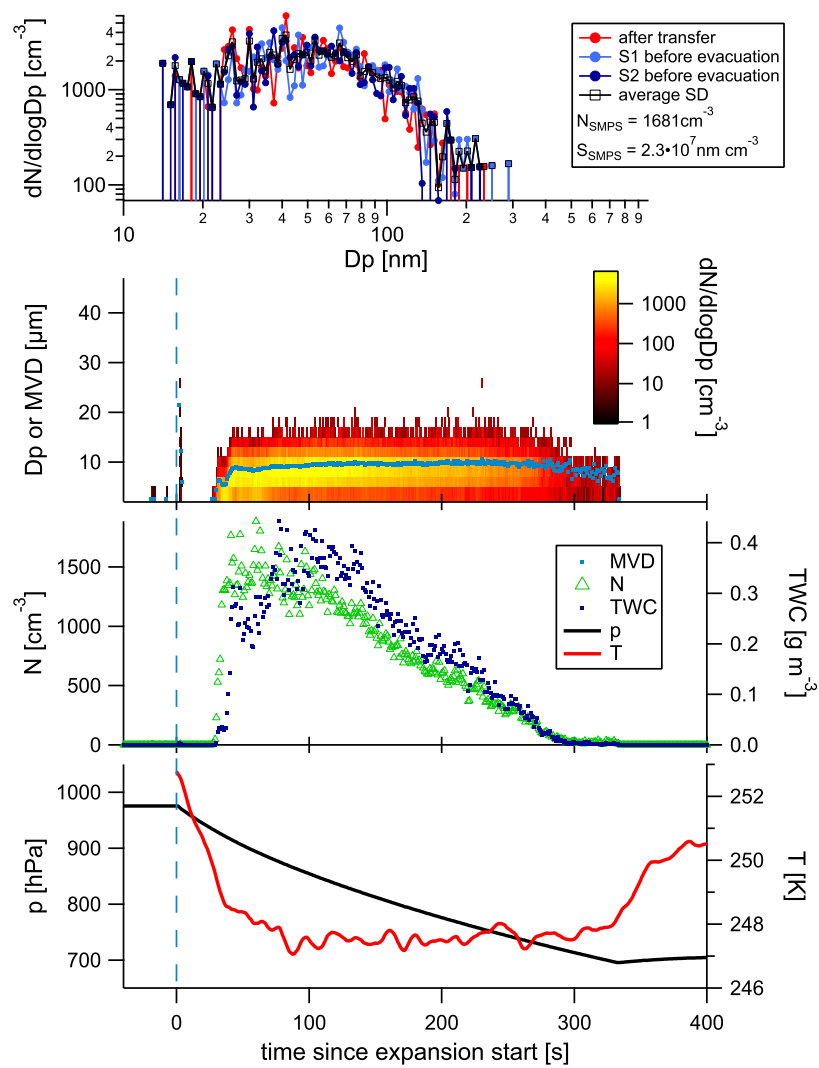 dN/dlogDp [cm⁻³]
4
2
1000
4
2
100
4
2
10
2
3
4
5
6
7
8
9
100
2
3
4
5
6
7
8
9
Dp [nm]
after transfer
S1 before evacuation
S2 before evacuation
average SD
N_SMPS = 1681cm⁻³
S_SMPS = 2.3•10⁷nm cm⁻³
Dp or MVD [µm]
40
30
20
10
1000
100
10
1
dN/dlogDp [cm⁻³]
N [cm⁻³]
1500
1000
500
0
MVD
N
TWC
p
T
0.4
0.3
0.2
0.1
0.0
TWC [g m⁻³]
p [hPa]
1000
900
800
700
252
250
248
246
T [K]
0
100
200
300
400
time since expansion start [s]